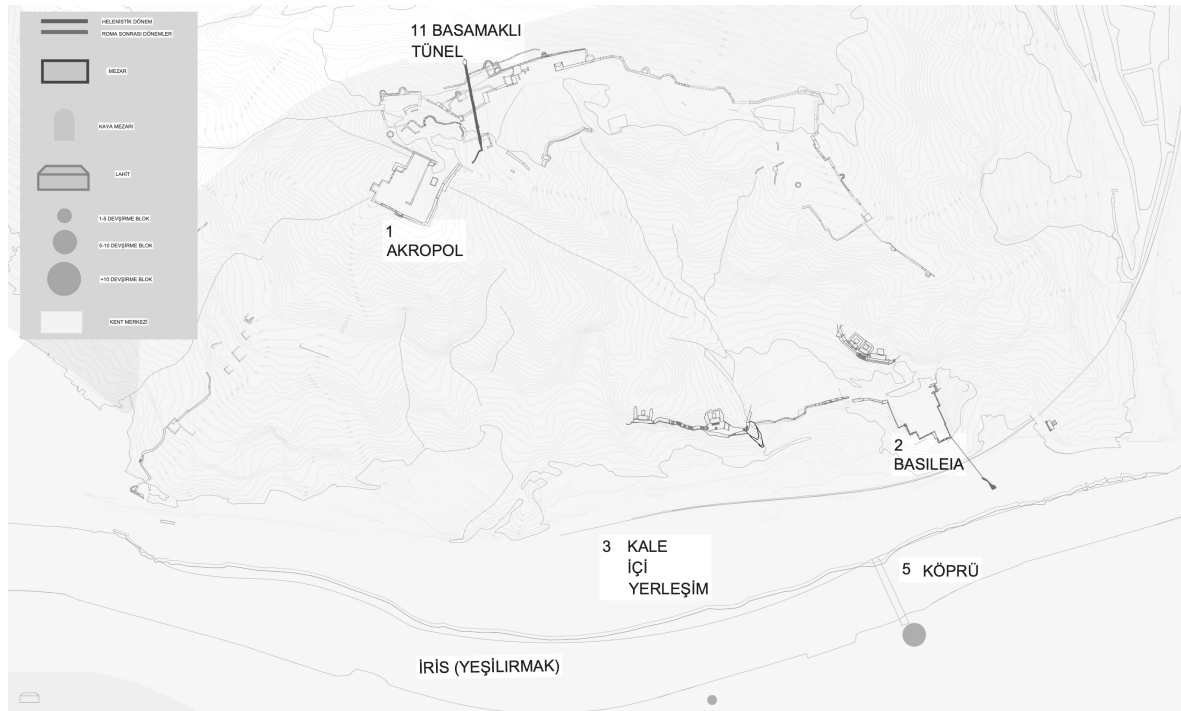 HELENİSTİK DÖNEM
ROMA SONRASI DÖNEMLER
MEZAR
KAYA MEZARI
LAHİT
1-5 DEVŞİRME BLOK
5-10 DEVŞİRME BLOK
+10 DEVŞİRME BLOK
KENT MERKEZİ
11 BASAMAKLI
TÜNEL
1
AKROPOL
2
BASILEIA
3 KALE
İÇİ
YERLEŞİM
5 KÖPRÜ
İRİS (YEŞİLIRMAK)